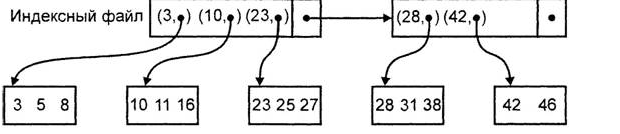 Индексный файл (3,•) (10,•) (23,•) • (28,•) (42,•) •
3 5 8 10 11 16 23 25 27 28 31 38 42 46